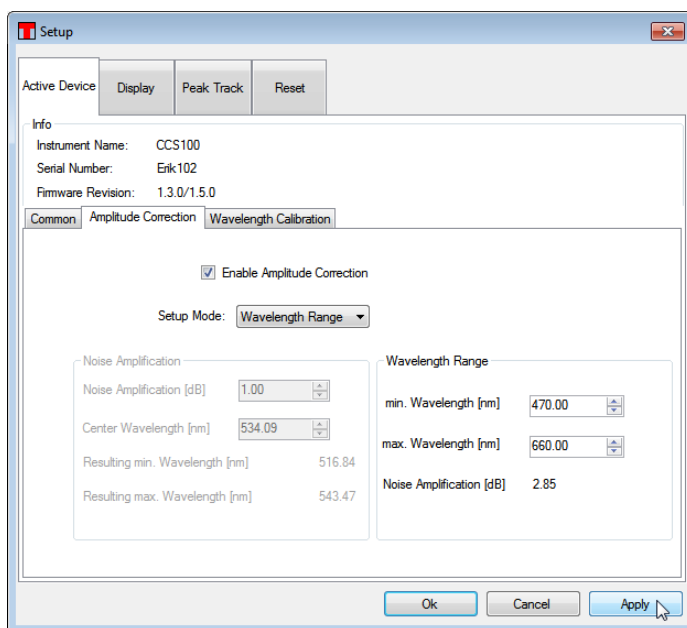 Setup
Active Device Display Peak Track Reset
Info
Instrument Name: CCS100
Serial Number: Erik102
Firmware Revision: 1.3.0/1.5.0
Common Amplitude Correction Wavelength Calibration
Enable Amplitude Correction
Setup Mode: Wavelength Range
Noise Amplification
Noise Amplification [dB] 1.00
Center Wavelength [nm] 534.09
Resulting min. Wavelength [nm] 516.84
Resulting max. Wavelength [nm] 543.47
Wavelength Range
min. Wavelength [nm] 470.00
max. Wavelength [nm] 660.00
Noise Amplification [dB] 2.85
Ok Cancel Apply